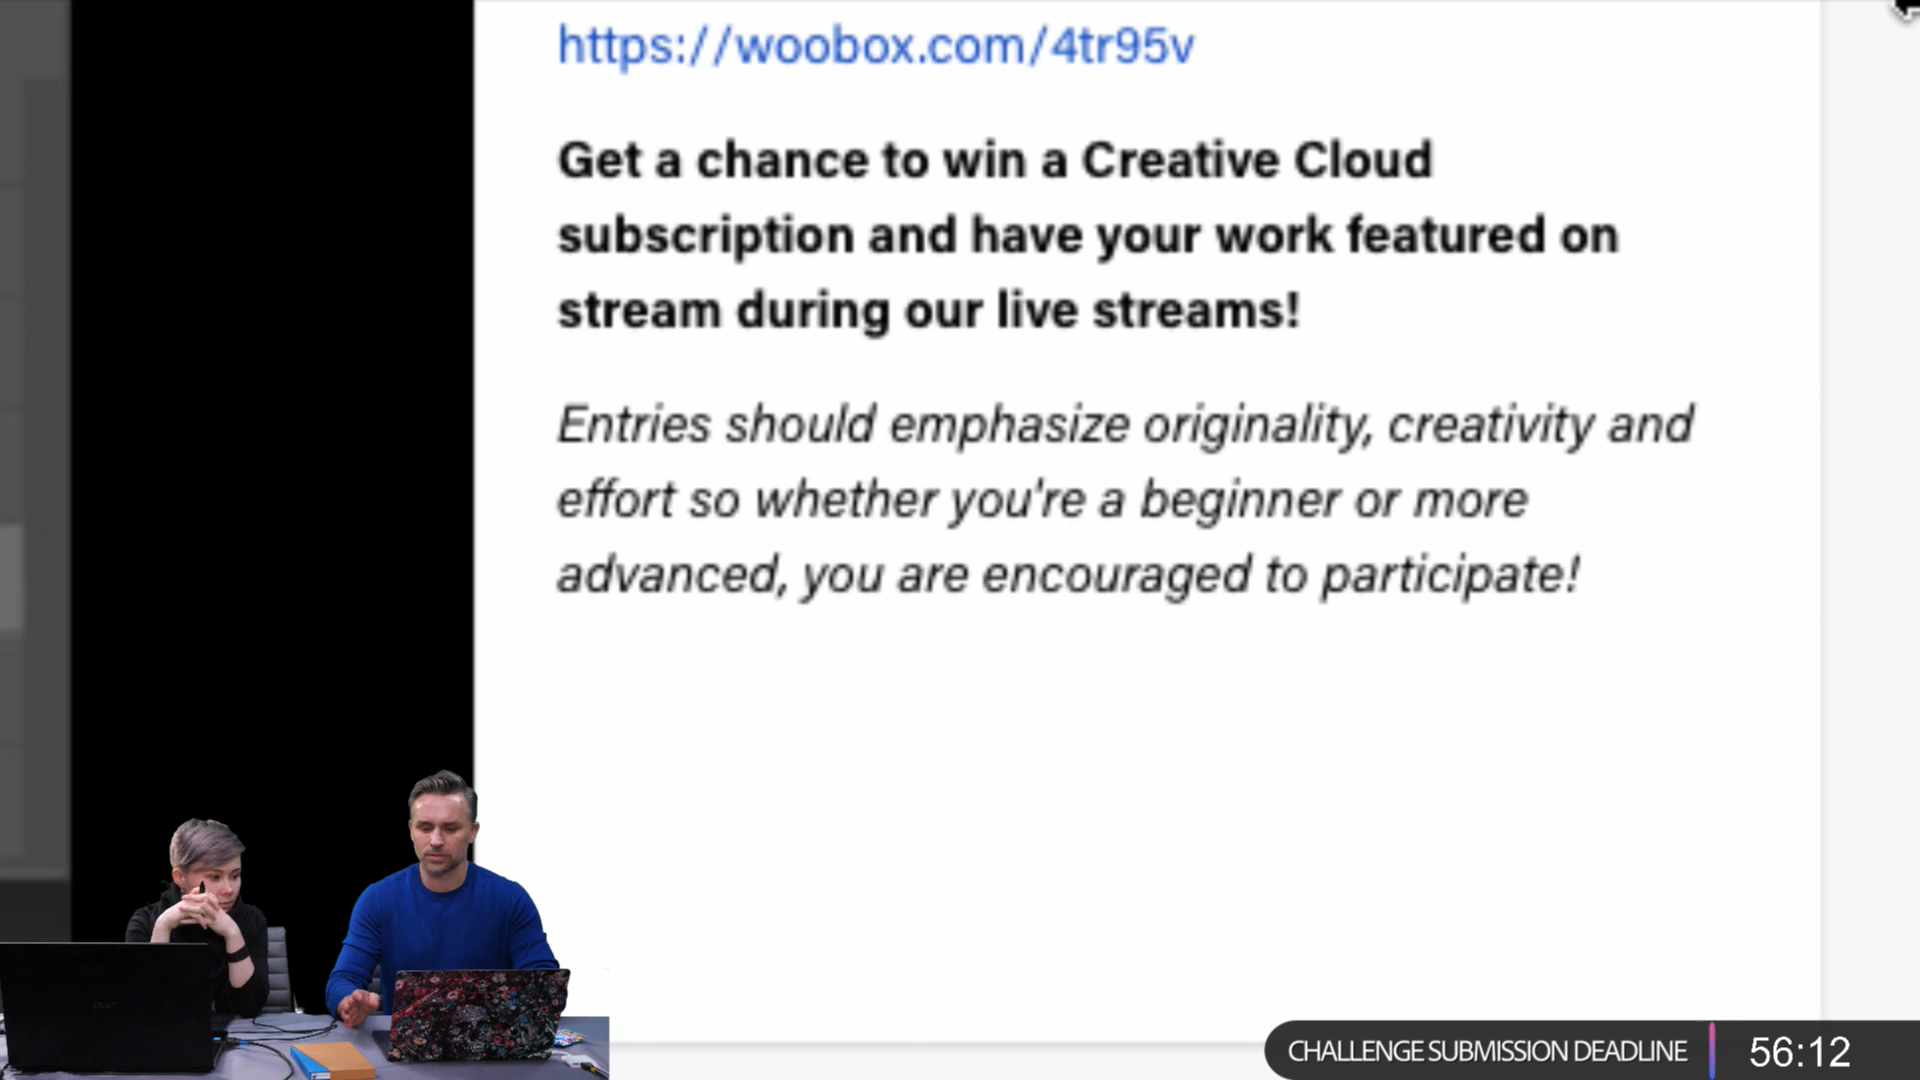 https://woobox.com/4tr95v
Get a chance to win a Creative Cloud
subscription and have your work featured on
stream during our live streams!
Entries should emphasize originality, creativity and
effort so whether you're a beginner or more
advanced, you are encouraged to participate!
CHALLENGE SUBMISSION DEADLINE 56:12